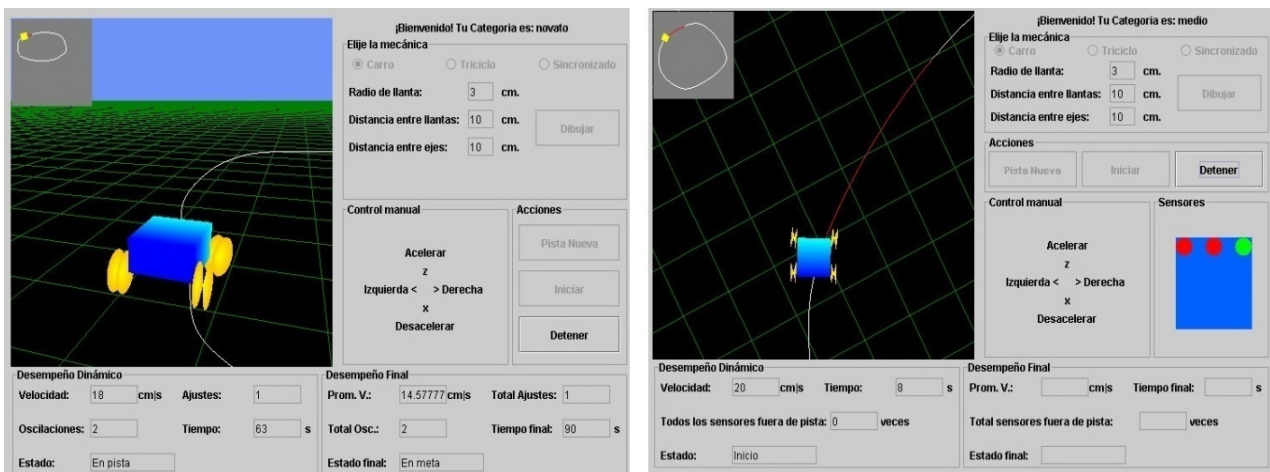 ¡Bienvenido! Tu Categoria es: novato
Elije la mecánica
Carro Triciclo Sincronizado
Radio de llanta: 3 cm.
Distancia entre llantas: 10 cm.
Distancia entre ejes: 10 cm.
Dibujar
Control manual
Acelerar
z
Izquierda < > Derecha
x
Desacelerar
Acciones
Pista Nueva
Iniciar
Detener
Desempeño Dinámico
Velocidad: 18 cm|s Ajustes: 1
Oscilaciones: 2 Tiempo: 63 s
Estado: En pista
Desempeño Final
Prom. V.: 14.57777 cm|s Total Ajustes: 1
Total Osc.: 2 Tiempo final: 90 s
Estado final: En meta
¡Bienvenido! Tu Categoria es: medio
Elije la mecánica
Carro Triciclo Sincronizado
Radio de llanta: 3 cm.
Distancia entre llantas: 10 cm.
Distancia entre ejes: 10 cm.
Dibujar
Acciones
Pista Nueva Iniciar Detener
Control manual
Acelerar
z
Izquierda < > Derecha
x
Desacelerar
Sensores
Desempeño Dinámico
Velocidad: 20 cm|s Tiempo: 8 s
Todos los sensores fuera de pista: 0 veces
Estado: Inicio
Desempeño Final
Prom. V.: cm|s Tiempo final: s
Total sensores fuera de pista: veces
Estado final: